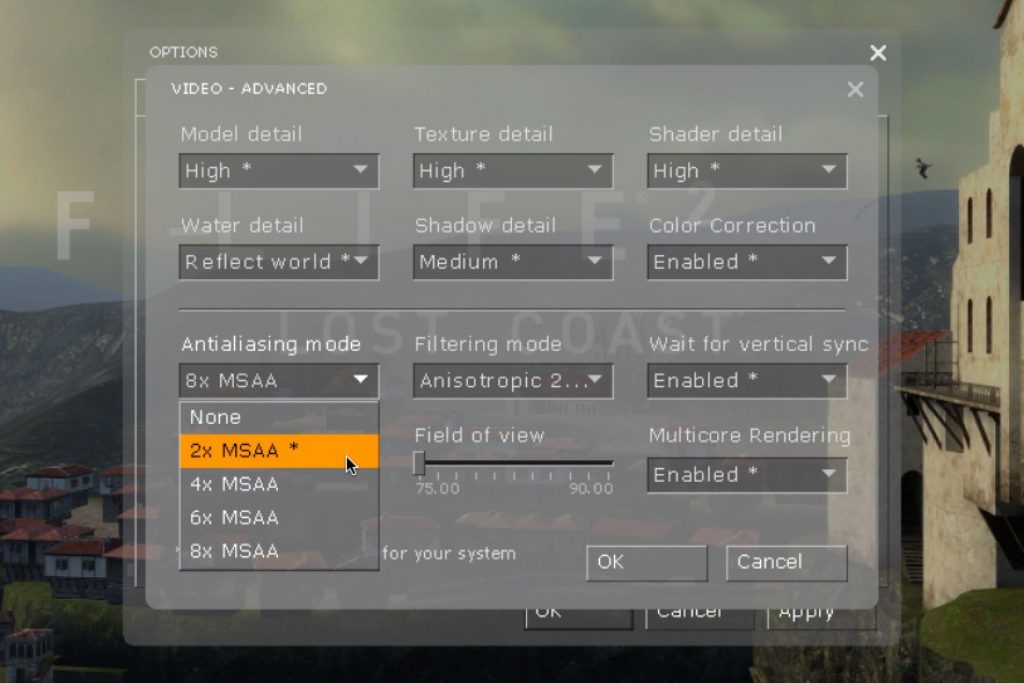 OPTIONS
VIDEO - ADVANCED
Model detail
Texture detail
Shader detail
High *
High *
High *
F-LIFE² 
Water detail
Shadow detail
Color Correction
Reflect world *
Medium *
Enabled *
LOST COAST
Antialiasing mode
Filtering mode
Wait for vertical sync
8x MSAA
Anisotropic 2...
Enabled *
None
2x MSAA *
4x MSAA
6x MSAA
8x MSAA
Field of view
Multicore Rendering
75.00
90.00
Enabled *
* for your system
OK
Cancel
OK
Cancel
Apply